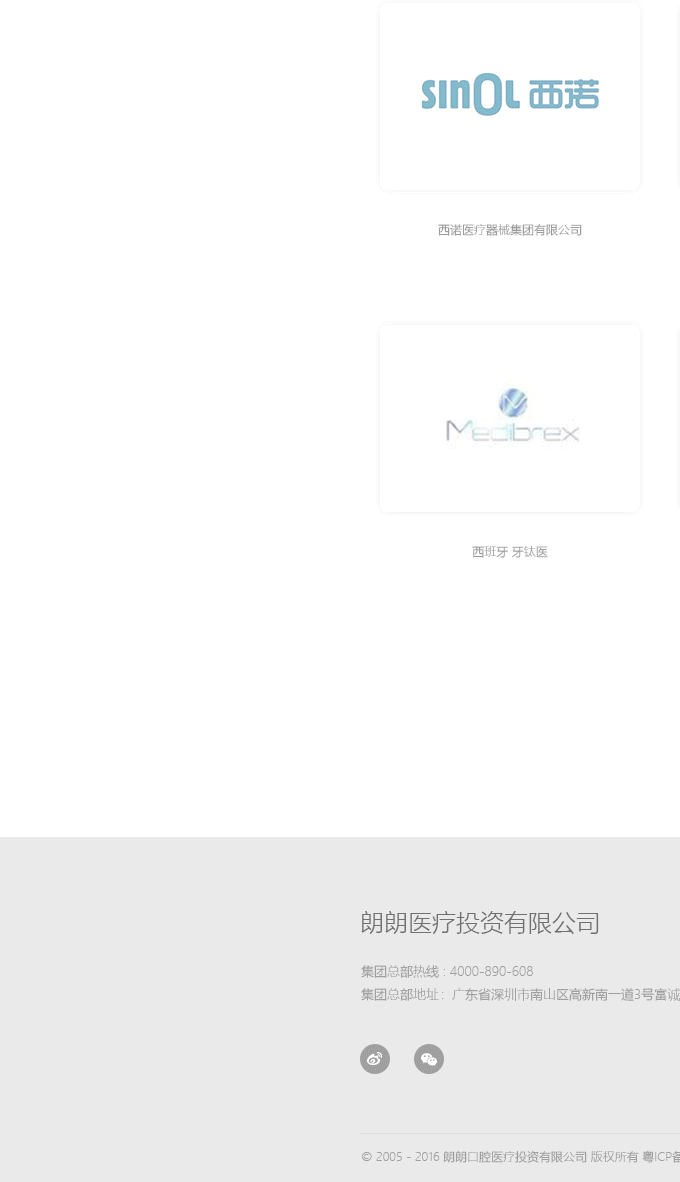 SINOL 西诺
西诺医疗器械集团有限公司
Medibrex
西班牙 牙钛医
朗朗医疗投资有限公司
集团总部热线 : 4000-890-608
集团总部地址 : 广东省深圳市南山区高新南一道3号富诚
© 2005 - 2016 朗朗口腔医疗投资有限公司 版权所有 粤ICP备